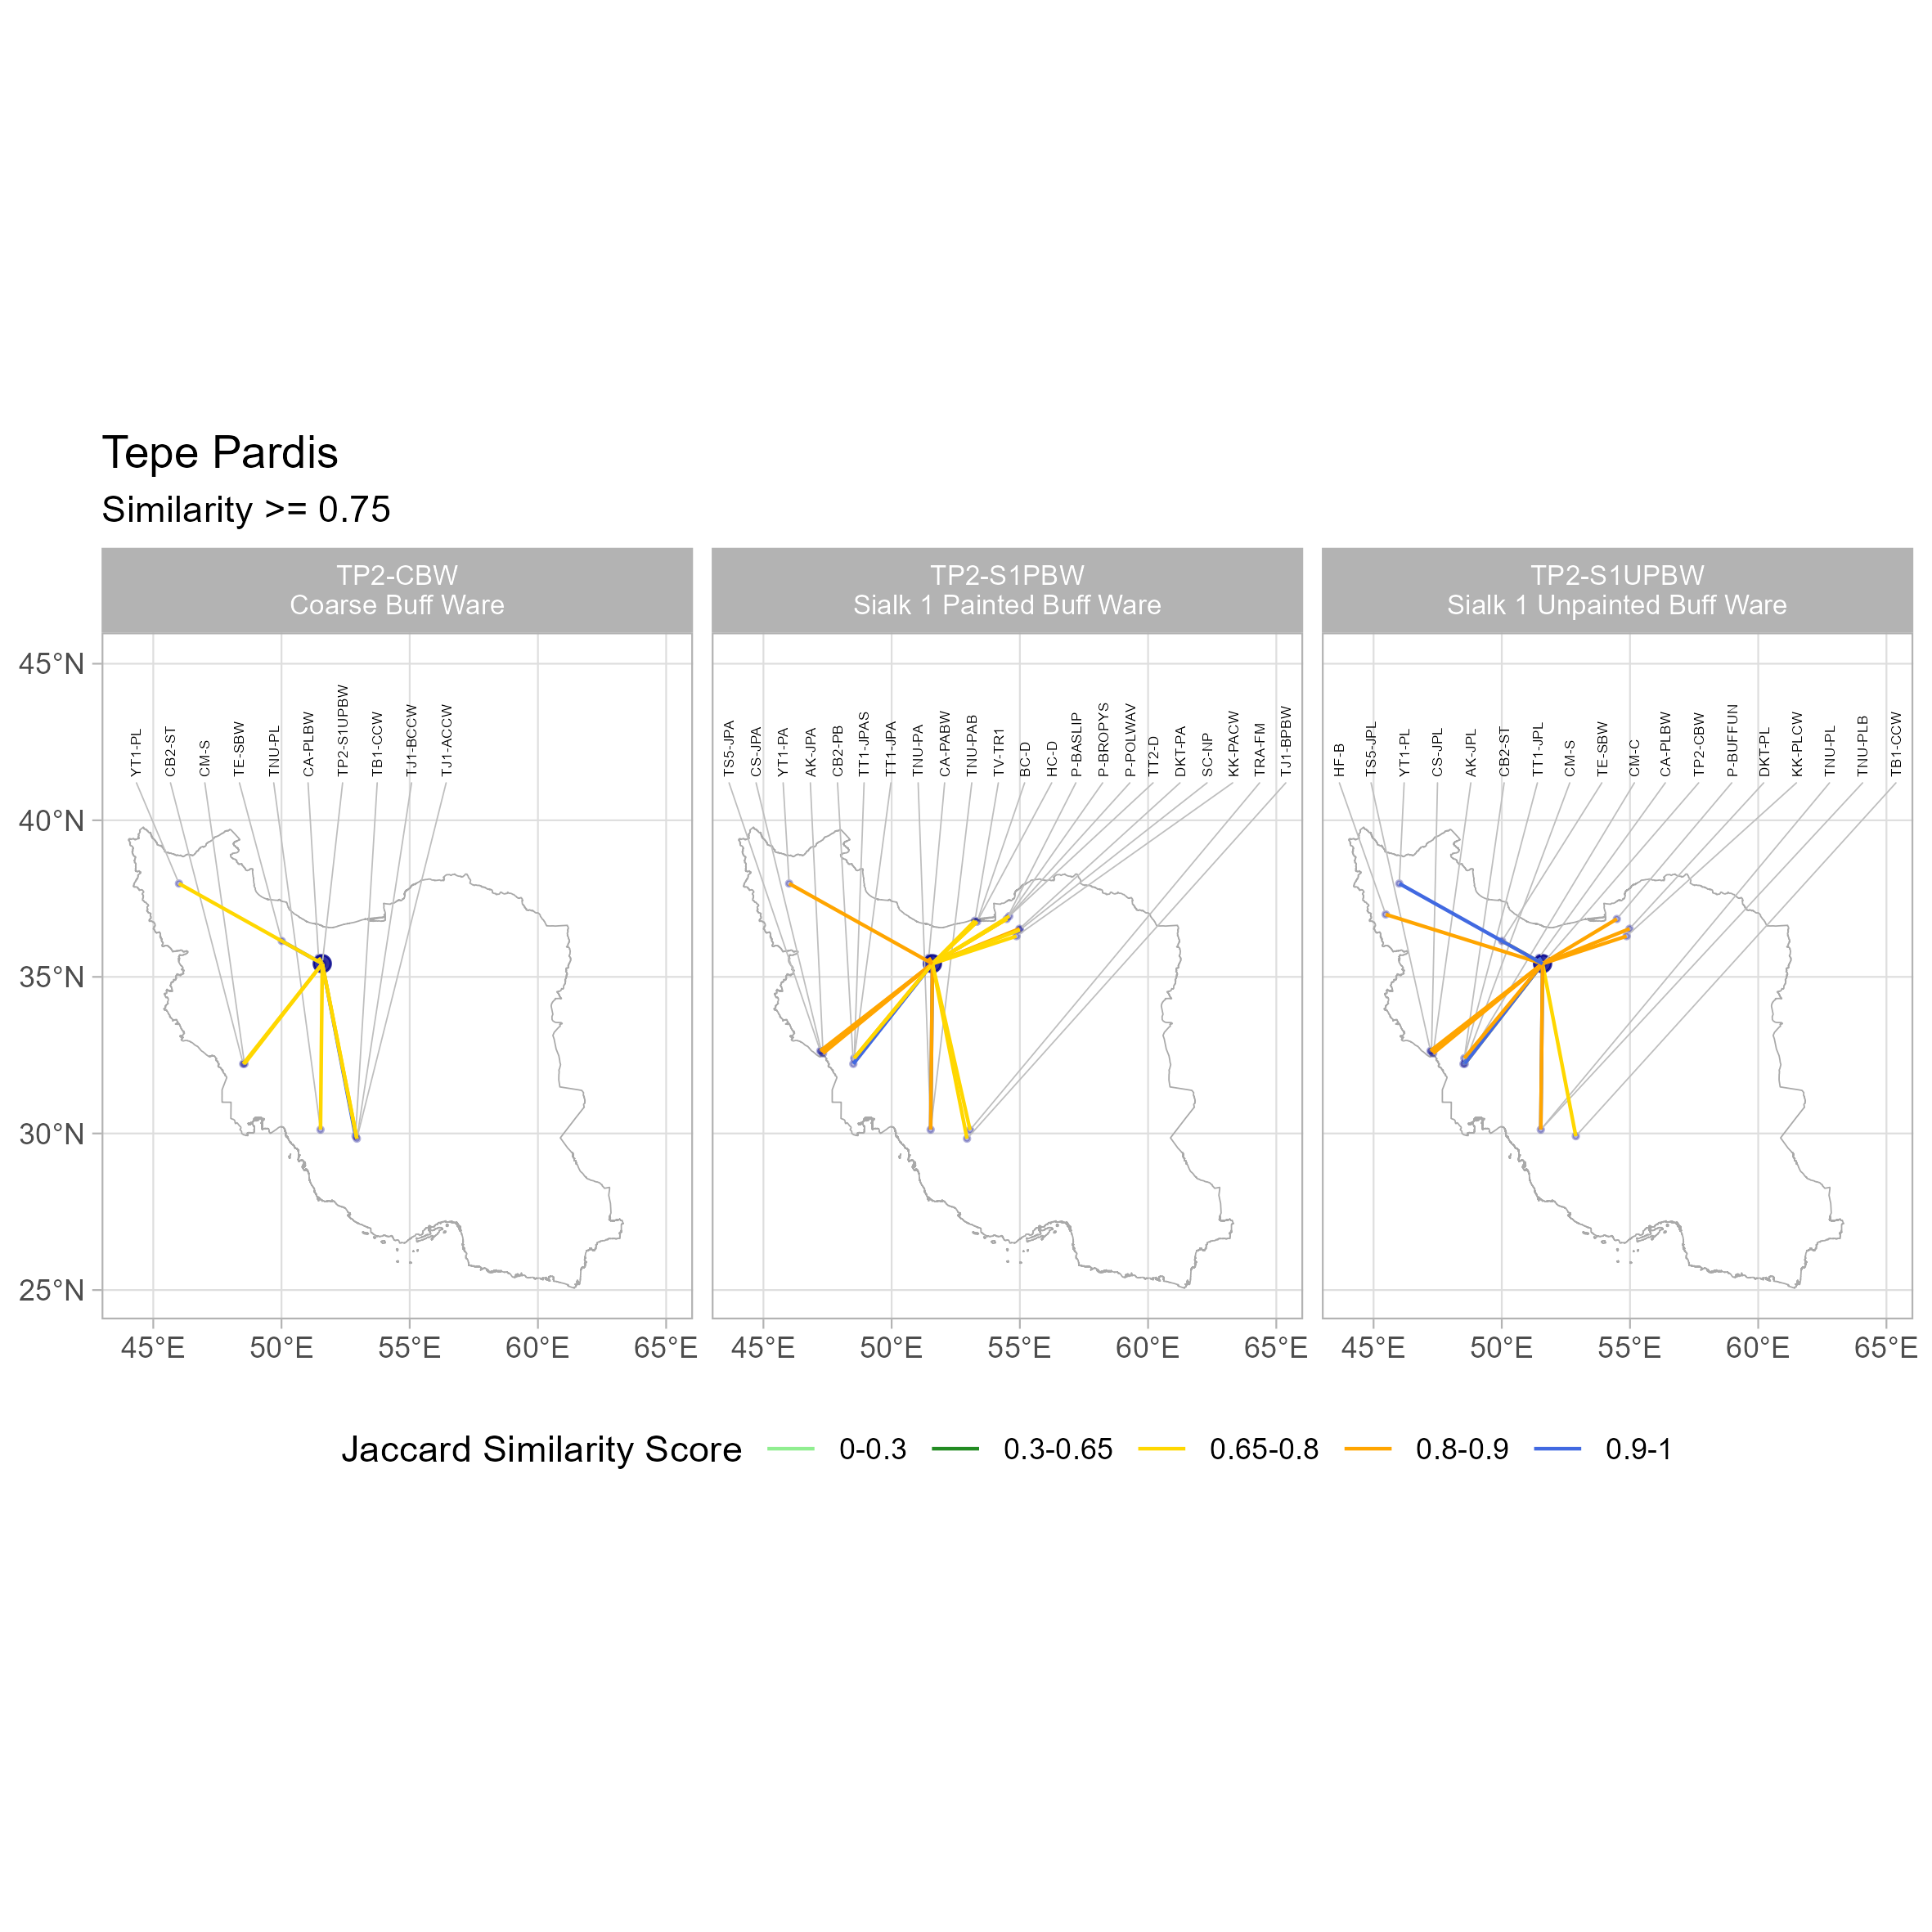 Tepe Pardis
Similarity >= 0.75
TP2-CBW
Coarse Buff Ware
TP2-S1PBW
Sialk 1 Painted Buff Ware
TP2-S1UPBW
Sialk 1 Unpainted Buff Ware
45°N
40°N
35°N
30°N
25°N
YT1-PL
CB2-ST
CM-S
TE-SBW
TNU-PL
CA-PLBW
TP2-S1UPBW
TB1-CCW
TJ1-BCCW
TJ1-ACCW
TS5-JPA
CS-JPA
YT1-PA
AK-JPA
CB2-PB
TT1-JPAS
TT1-JPA
TNU-PA
CA-PABW
TNU-PAB
TV-TR1
BC-D
HC-D
P-BASLIP
P-BROPYS
P-POLWAV
TT2-D
DKT-PA
SC-NP
KK-PACW
TRA-FM
TJ1-BPBW
HF-B
TS5-JPL
YT1-PL
CS-JPL
AK-JPL
CB2-ST
TT1-JPL
CM-S
TE-SBW
CM-C
CA-PLBW
TP2-CBW
P-BUFFUN
DKT-PL
KK-PLCW
TNU-PL
TNU-PLB
TB1-CCW
45°E 50°E 55°E 60°E 65°E
45°E 50°E 55°E 60°E 65°E
45°E 50°E 55°E 60°E 65°E
Jaccard Similarity Score 0-0.3 0.3-0.65 0.65-0.8 0.8-0.9 0.9-1